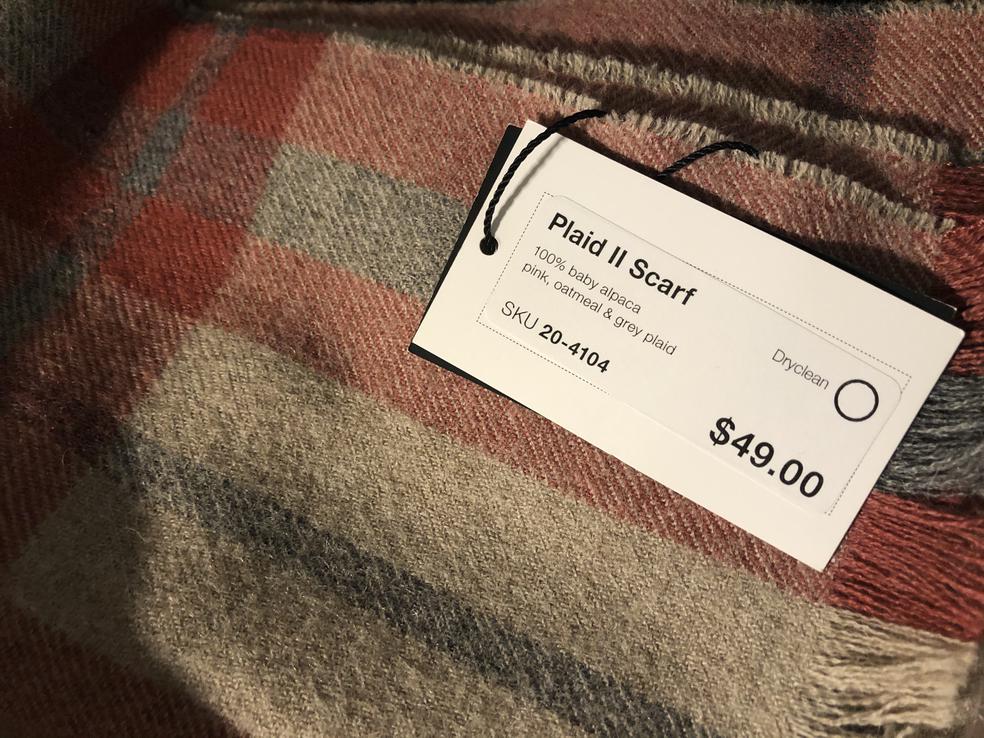 Plaid II Scarf
100% baby alpaca
pink, oatmeal & grey plaid
SKU 20-4104
Dryclean
$49.00